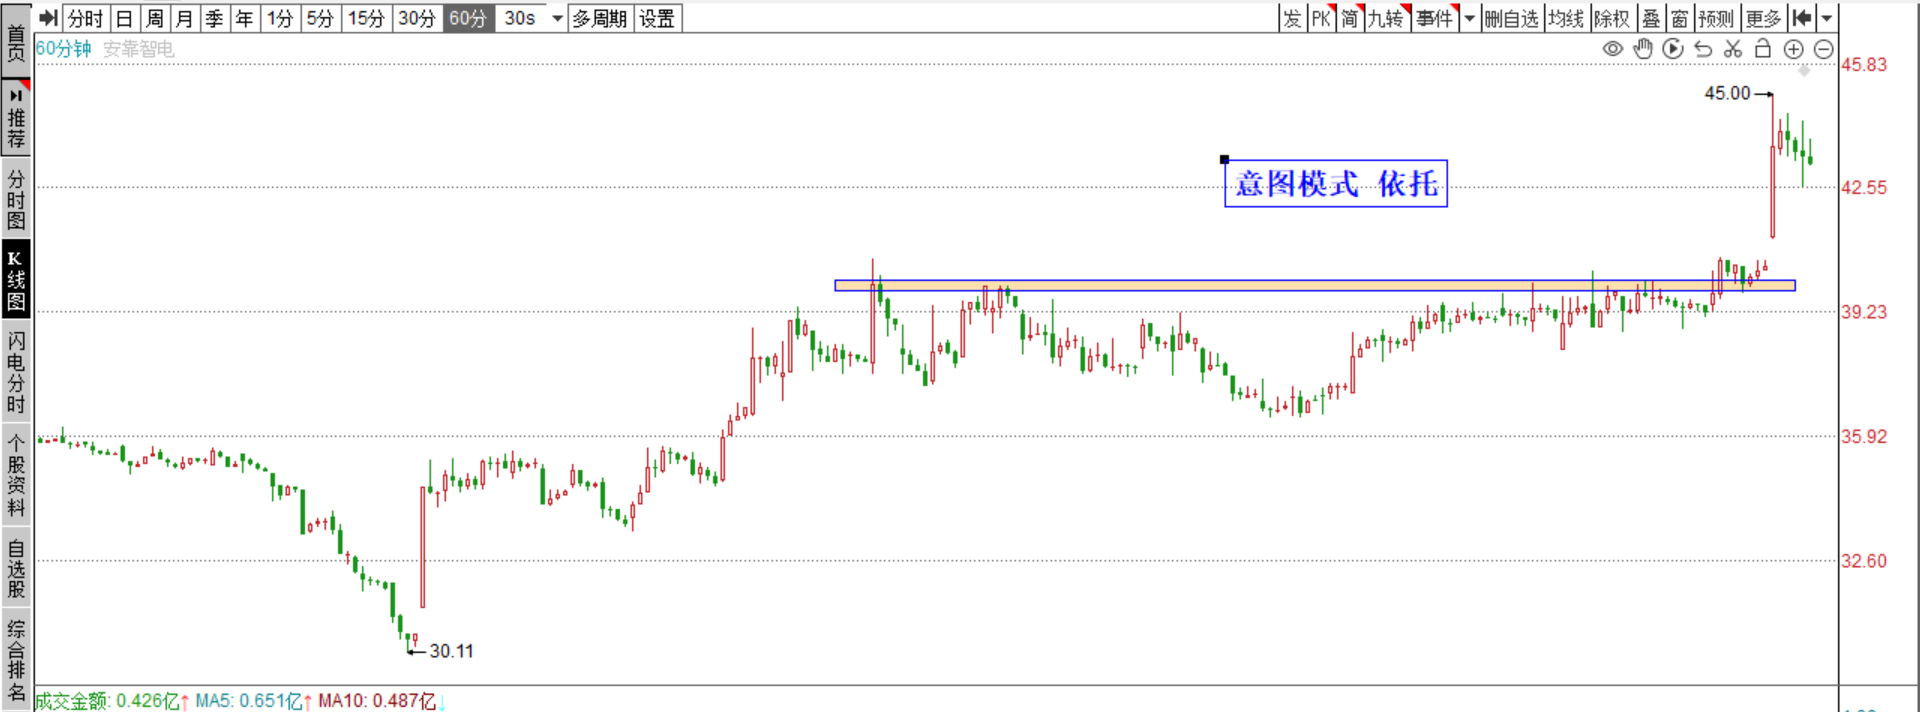 分时 日 周 月 季 年 1分 5分 15分 30分 60分 30s 多周期 设置 发 PK 简 九转 事件 删自选 均线 除权 叠 窗 预测 更多
60分钟 安靠智电
首页
推荐
分时图
K线图
闪电分时
个股资料
自选股
综合排名
45.83
45.00
意图模式 依托
42.55
39.23
35.92
32.60
30.11
成交金额: 0.426亿↑ MA5: 0.651亿↑ MA10: 0.487亿↓